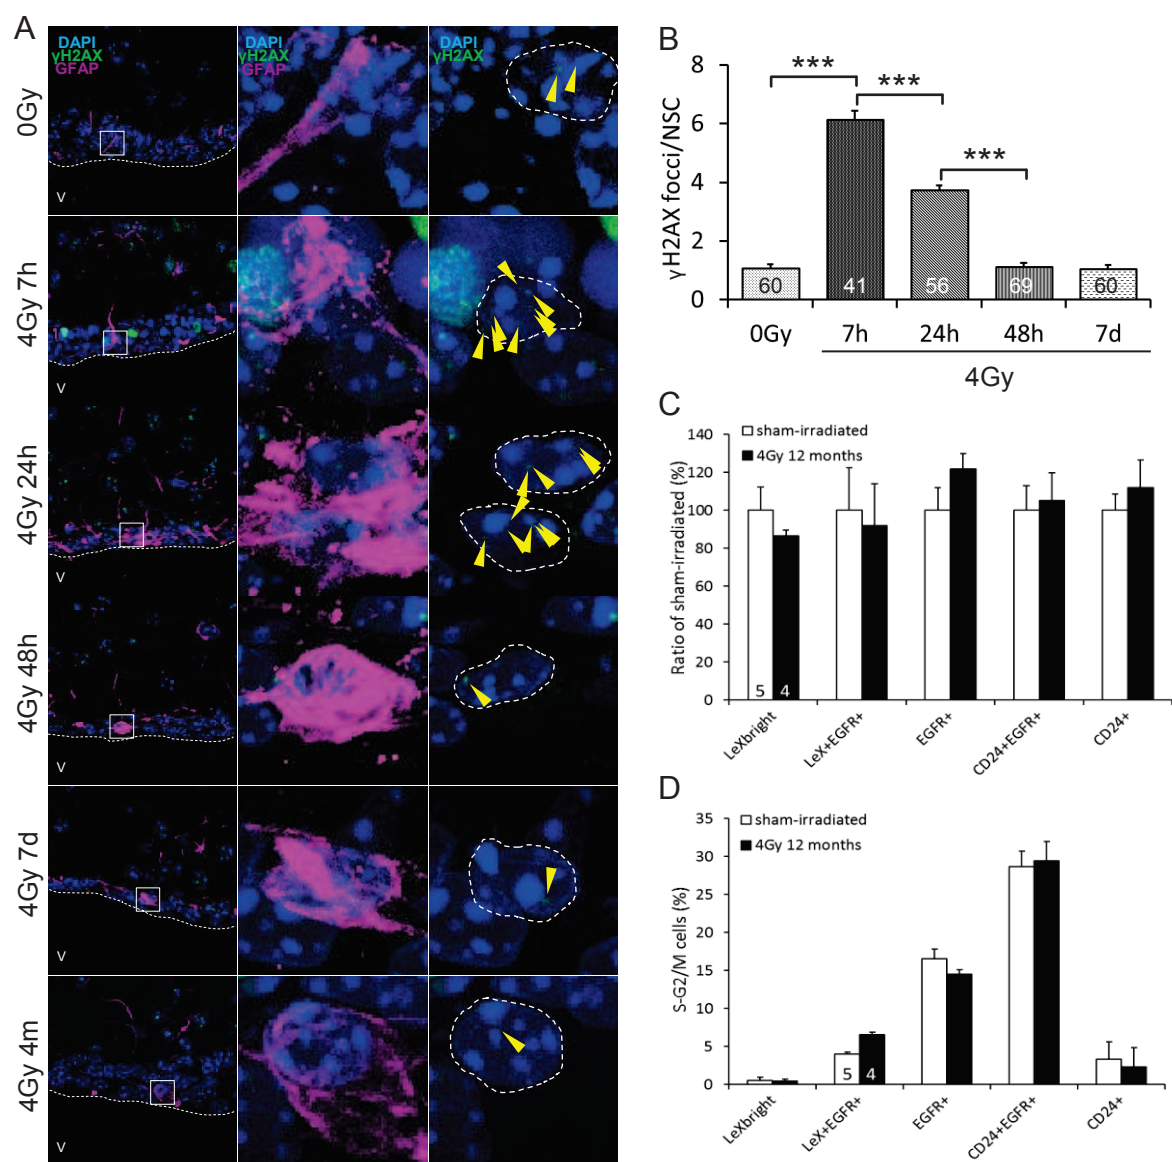 A
DAPI
γH2AX
GFAP
DAPI
γH2AX
GFAP
DAPI
γH2AX
0Gy
V
4Gy 7h
V
4Gy 24h
V
4Gy 48h
V
4Gy 7d
V
4Gy 4m
V
B
γH2AX focci/NSC
8
6
4
2
0
***
***
***
60
41
56
69
60
0Gy
7h
24h
48h
7d
4Gy
C
sham-irradiated
4Gy 12 months
Ratio of sham-irradiated (%)
140
120
100
80
60
40
20
0
5
4
LeXbright
LeX+EGFR+
EGFR+
CD24+EGFR+
CD24+
D
sham-irradiated
4Gy 12 months
S-G2/M cells (%)
35
30
25
20
15
10
5
0
5
4
LeXbright
LeX+EGFR+
EGFR+
CD24+EGFR+
CD24+